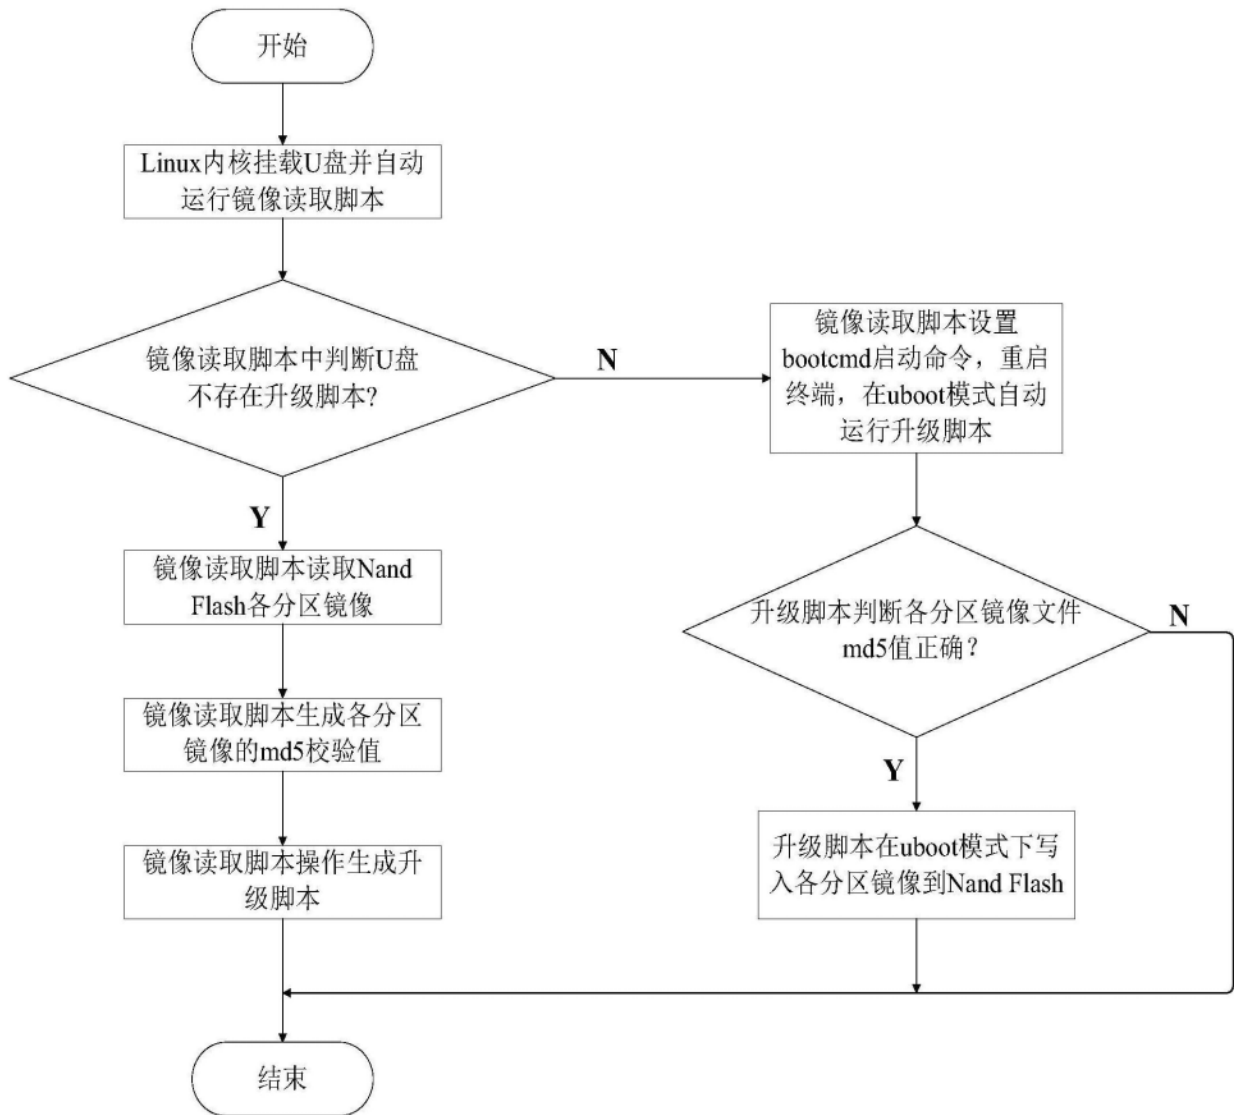 开始
Linux内核挂载U盘并自动
运行镜像读取脚本
镜像读取脚本中判断U盘
不存在升级脚本?
N
镜像读取脚本设置
bootcmd启动命令，重启
终端，在uboot模式自动
运行升级脚本
Y
镜像读取脚本读取Nand
Flash各分区镜像
升级脚本判断各分区镜像文件
md5值正确？
N
镜像读取脚本生成各分区
镜像的md5校验值
Y
镜像读取脚本操作生成升
级脚本
升级脚本在uboot模式下写
入各分区镜像到Nand Flash
结束